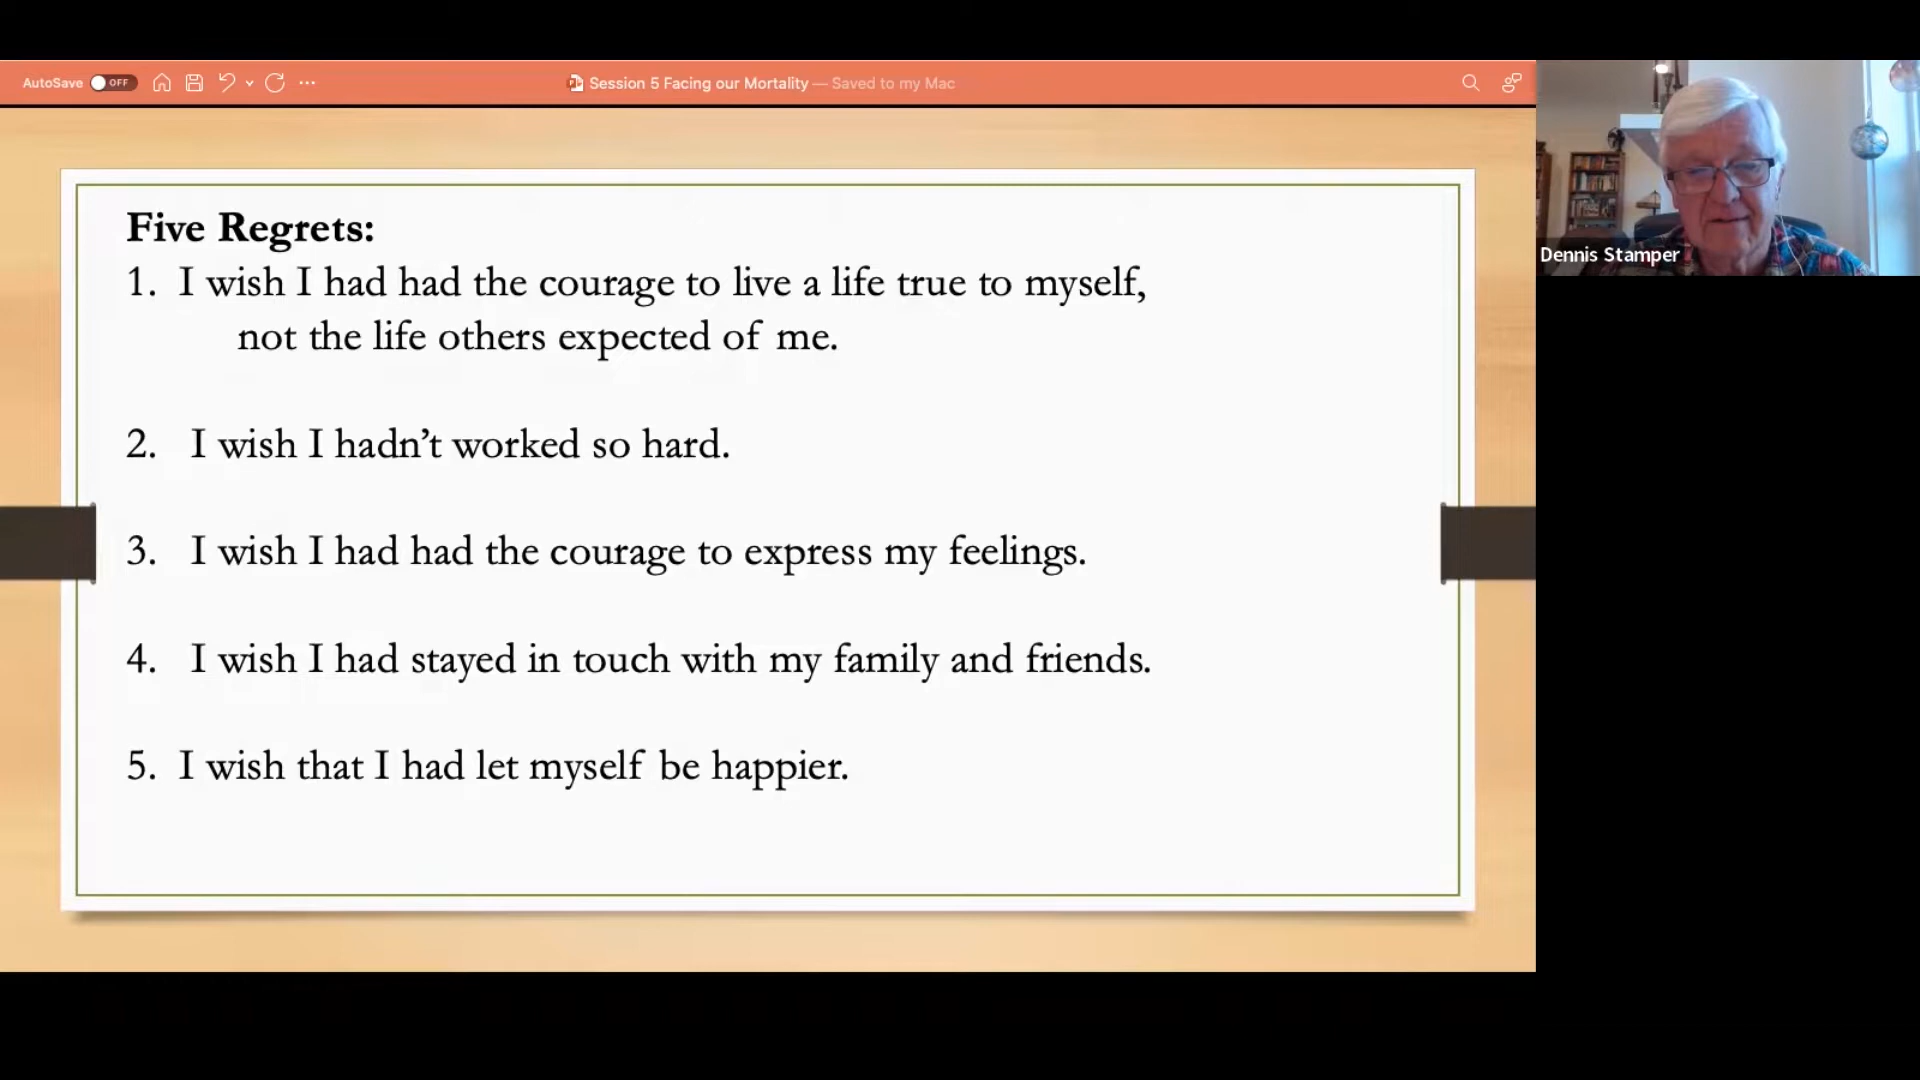 AutoSave OFF
Session 5 Facing our Mortality — Saved to my Mac
Dennis Stamper
Five Regrets:
1. I wish I had had the courage to live a life true to myself,
not the life others expected of me.
2. I wish I hadn’t worked so hard.
3. I wish I had had the courage to express my feelings.
4. I wish I had stayed in touch with my family and friends.
5. I wish that I had let myself be happier.